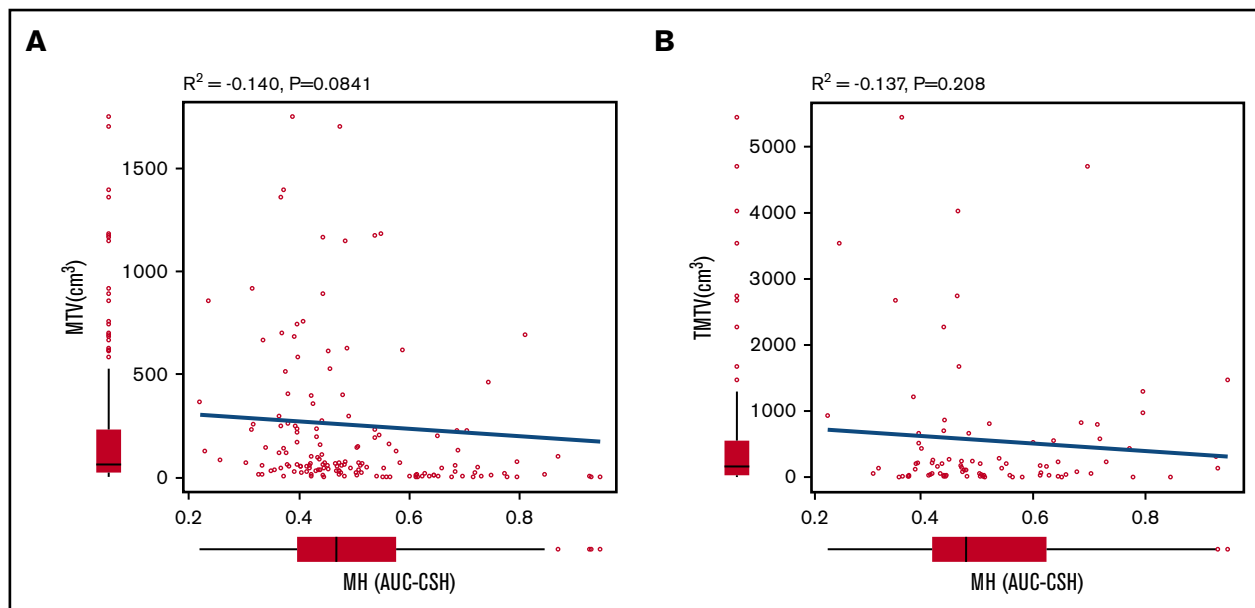 A
R² = -0.140, P=0.0841
MTV(cm³)
1500
1000
500
0
0.2 0.4 0.6 0.8
MH (AUC-CSH)
B
R² = -0.137, P=0.208
TMTV(cm³)
5000
4000
3000
2000
1000
0
0.2 0.4 0.6 0.8
MH (AUC-CSH)